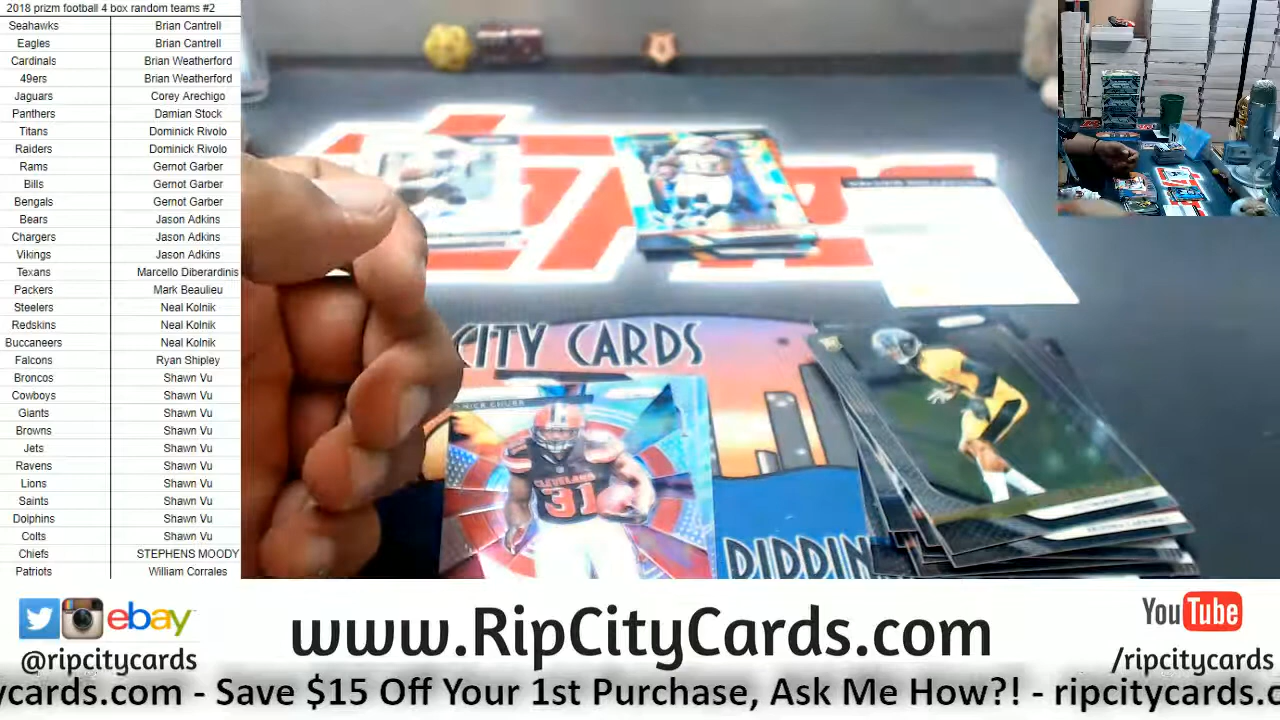 2018 prizm football 4 box random teams #2
Seahawks Brian Cantrell
Eagles Brian Cantrell
Cardinals Brian Weatherford
49ers Brian Weatherford
Jaguars Corey Arechigo
Panthers Damian Stock
Titans Dominick Rivolo
Raiders Dominick Rivolo
Rams Gernot Garber
Bills Gernot Garber
Bengals Gernot Garber
Bears Jason Adkins
Chargers Jason Adkins
Vikings Jason Adkins
Texans Marcello Diberardinis
Packers Mark Beaulieu
Steelers Neal Kolnik
Redskins Neal Kolnik
Buccaneers Neal Kolnik
Falcons Ryan Shipley
Broncos Shawn Vu
Cowboys Shawn Vu
Giants Shawn Vu
Browns Shawn Vu
Jets Shawn Vu
Ravens Shawn Vu
Lions Shawn Vu
Saints Shawn Vu
Dolphins Shawn Vu
Colts Shawn Vu
Chiefs STEPHENS MOODY
Patriots William Corrales
CITY CARDS
NICK CHUBB
CLEVELAND
31
RIPPIN
ebay
@ripcitycards
www.RipCityCards.com
YouTube
/ripcitycards
ycards.com - Save $15 Off Your 1st Purchase, Ask Me How?! - ripcitycards.c